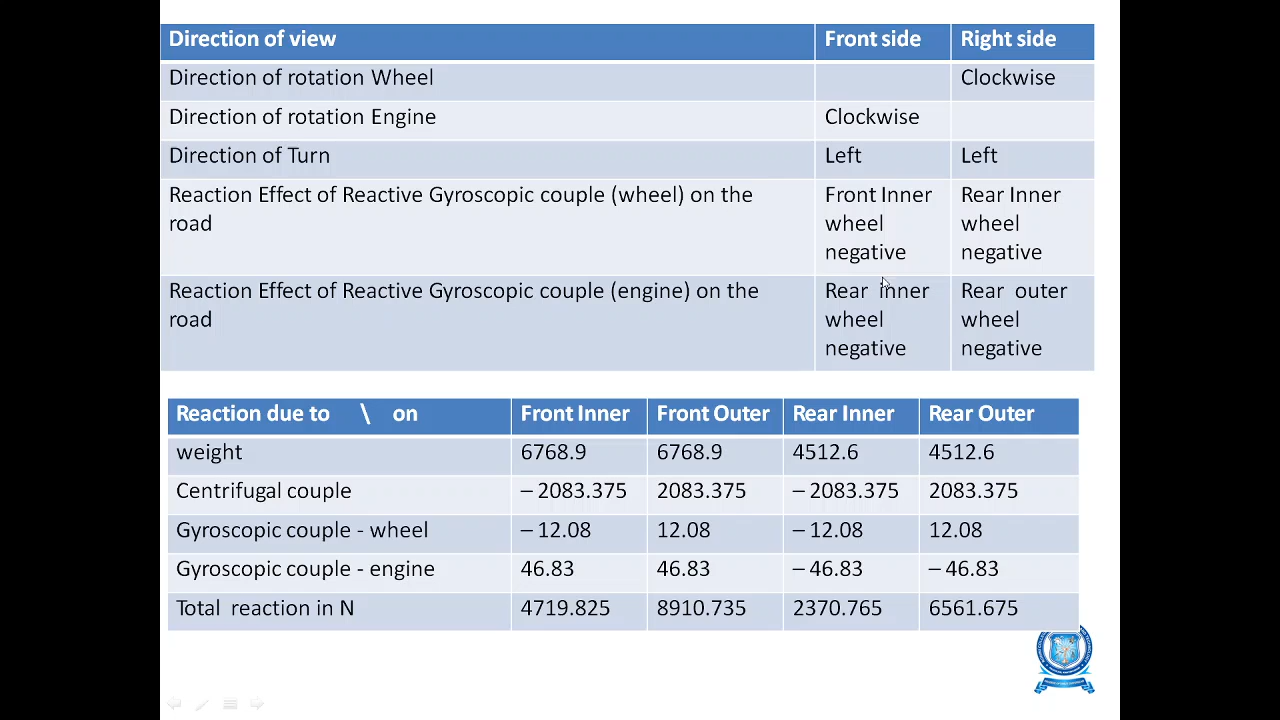 Direction of view Front side Right side
Direction of rotation Wheel Clockwise
Direction of rotation Engine Clockwise
Direction of Turn Left Left
Reaction Effect of Reactive Gyroscopic couple (wheel) on the road Front Inner wheel negative Rear Inner wheel negative
Reaction Effect of Reactive Gyroscopic couple (engine) on the road Rear inner wheel negative Rear outer wheel negative
Reaction due to \ on Front Inner Front Outer Rear Inner Rear Outer
weight 6768.9 6768.9 4512.6 4512.6
Centrifugal couple – 2083.375 2083.375 – 2083.375 2083.375
Gyroscopic couple - wheel – 12.08 12.08 – 12.08 12.08
Gyroscopic couple - engine 46.83 46.83 – 46.83 – 46.83
Total reaction in N 4719.825 8910.735 2370.765 6561.675